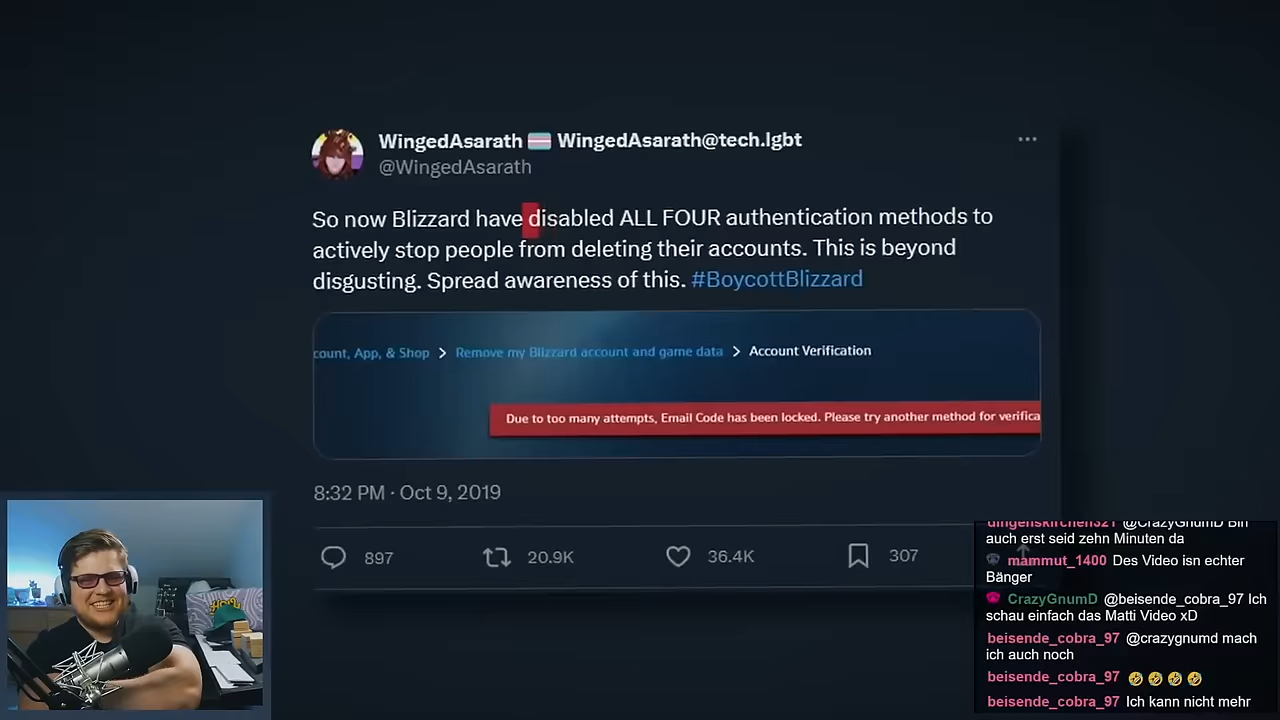 WingedAsarath WingedAsarath@tech.lgbt
@WingedAsarath
So now Blizzard have disabled ALL FOUR authentication methods to
actively stop people from deleting their accounts. This is beyond
disgusting. Spread awareness of this. #BoycottBlizzard
count, App, & Shop > Remove my Blizzard account and game data > Account Verification
Due to too many attempts, Email Code has been locked. Please try another method for verifica
8:32 PM · Oct 9, 2019
897 20.9K 36.4K 307
dingenskirchen321 @CrazyGnumD Bin
auch erst seid zehn Minuten da
mammut_1400 Des Video isn echter
Bänger
CrazyGnumD @beisende_cobra_97 Ich
schau einfach das Matti Video xD
beisende_cobra_97 @crazygnumd mach
ich auch noch
beisende_cobra_97 🤣🤣🤣🤣
beisende_cobra_97 Ich kann nicht mehr